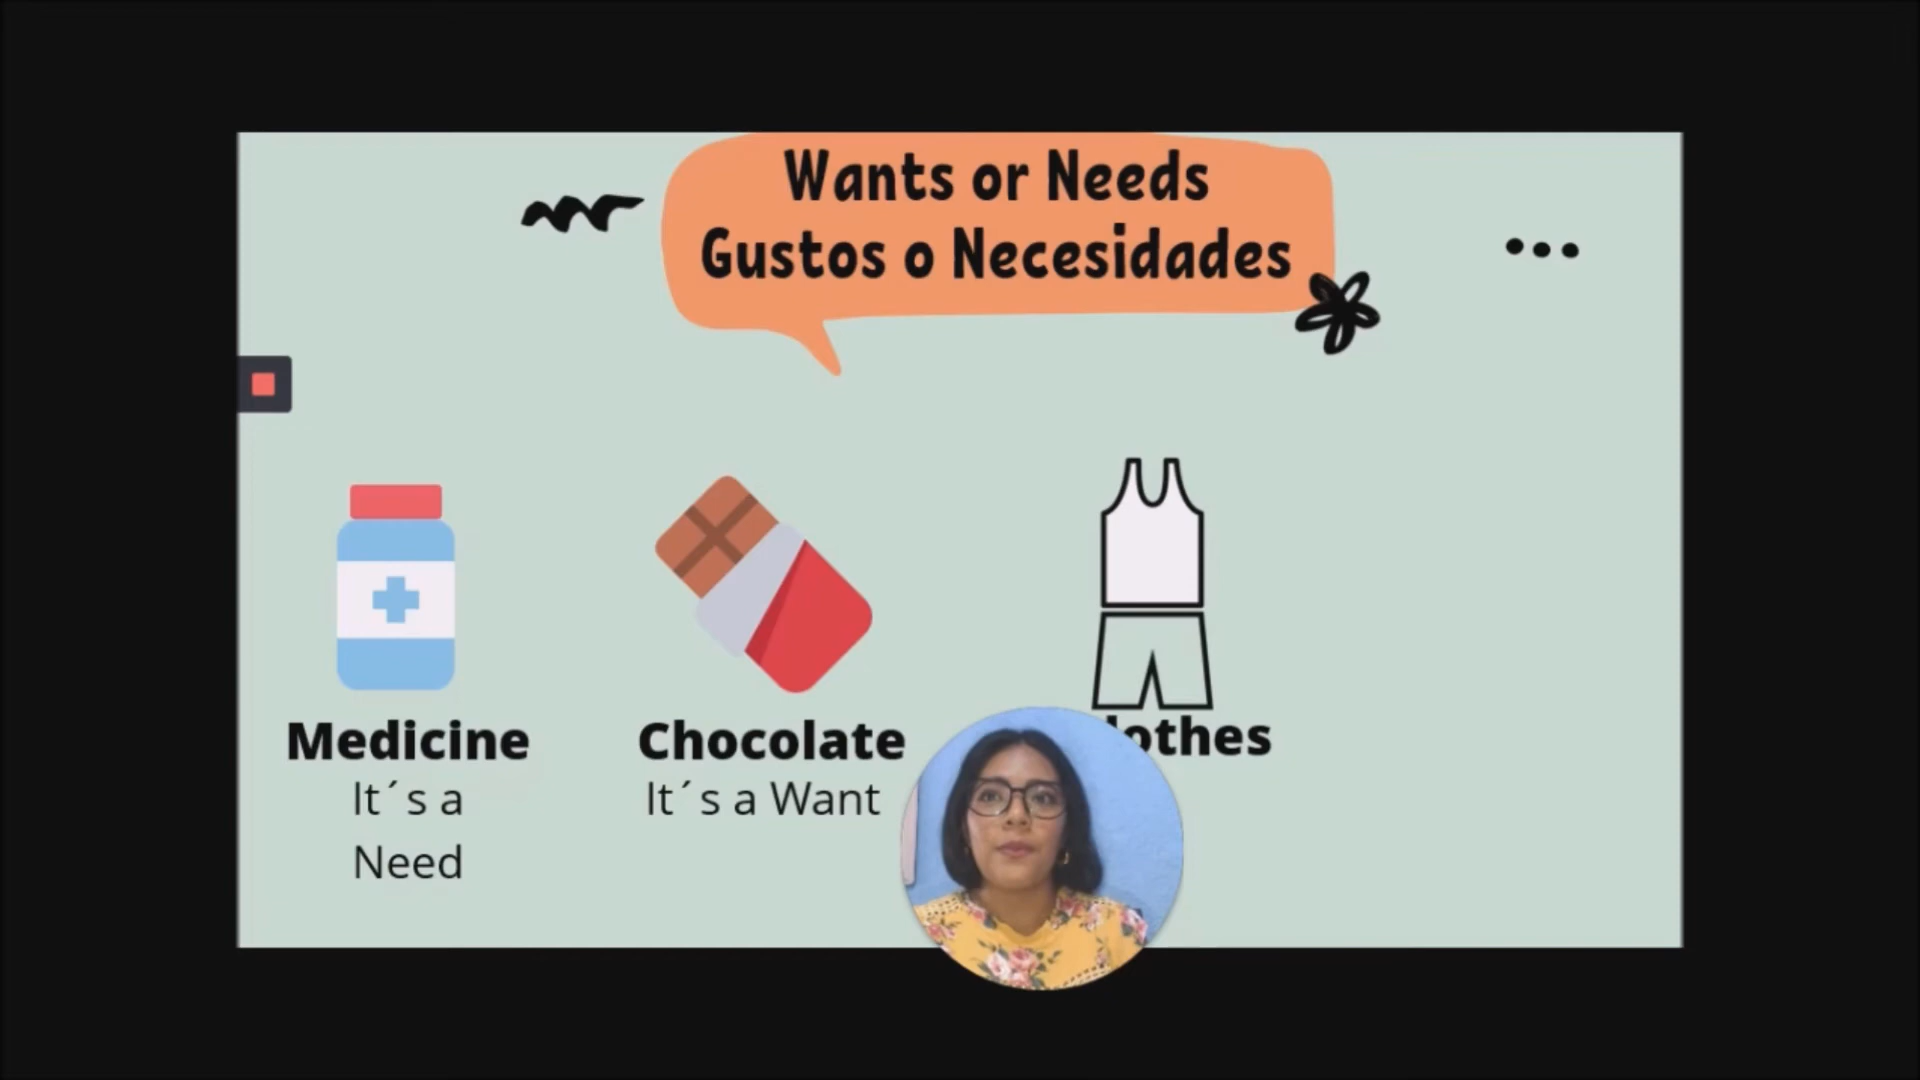 Wants or Needs
Gustos o Necesidades
Medicine
It´s a
Need
Chocolate
It´s a Want